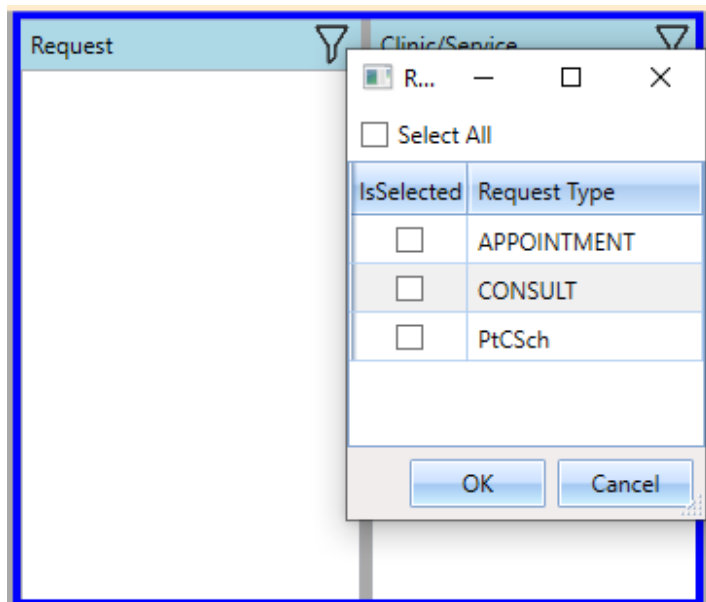 Request
Clinic/Service
R...
Select All
IsSelected Request Type
APPOINTMENT
CONSULT
PtCSch
OK Cancel